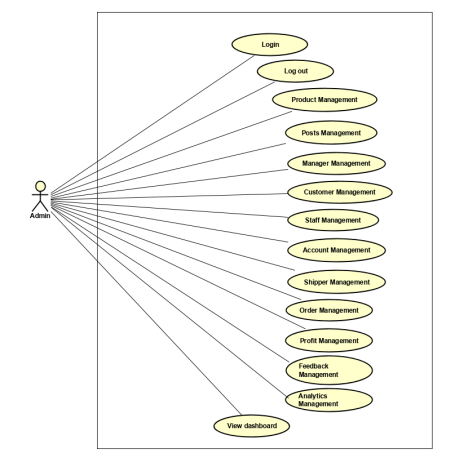 Login
Log out
Product Management
Posts Management
Manager Management
Customer Management
Admin
Staff Management
Account Management
Shipper Management
Order Management
Profit Management
Feedback
Management
Analytics
Management
View dashboard